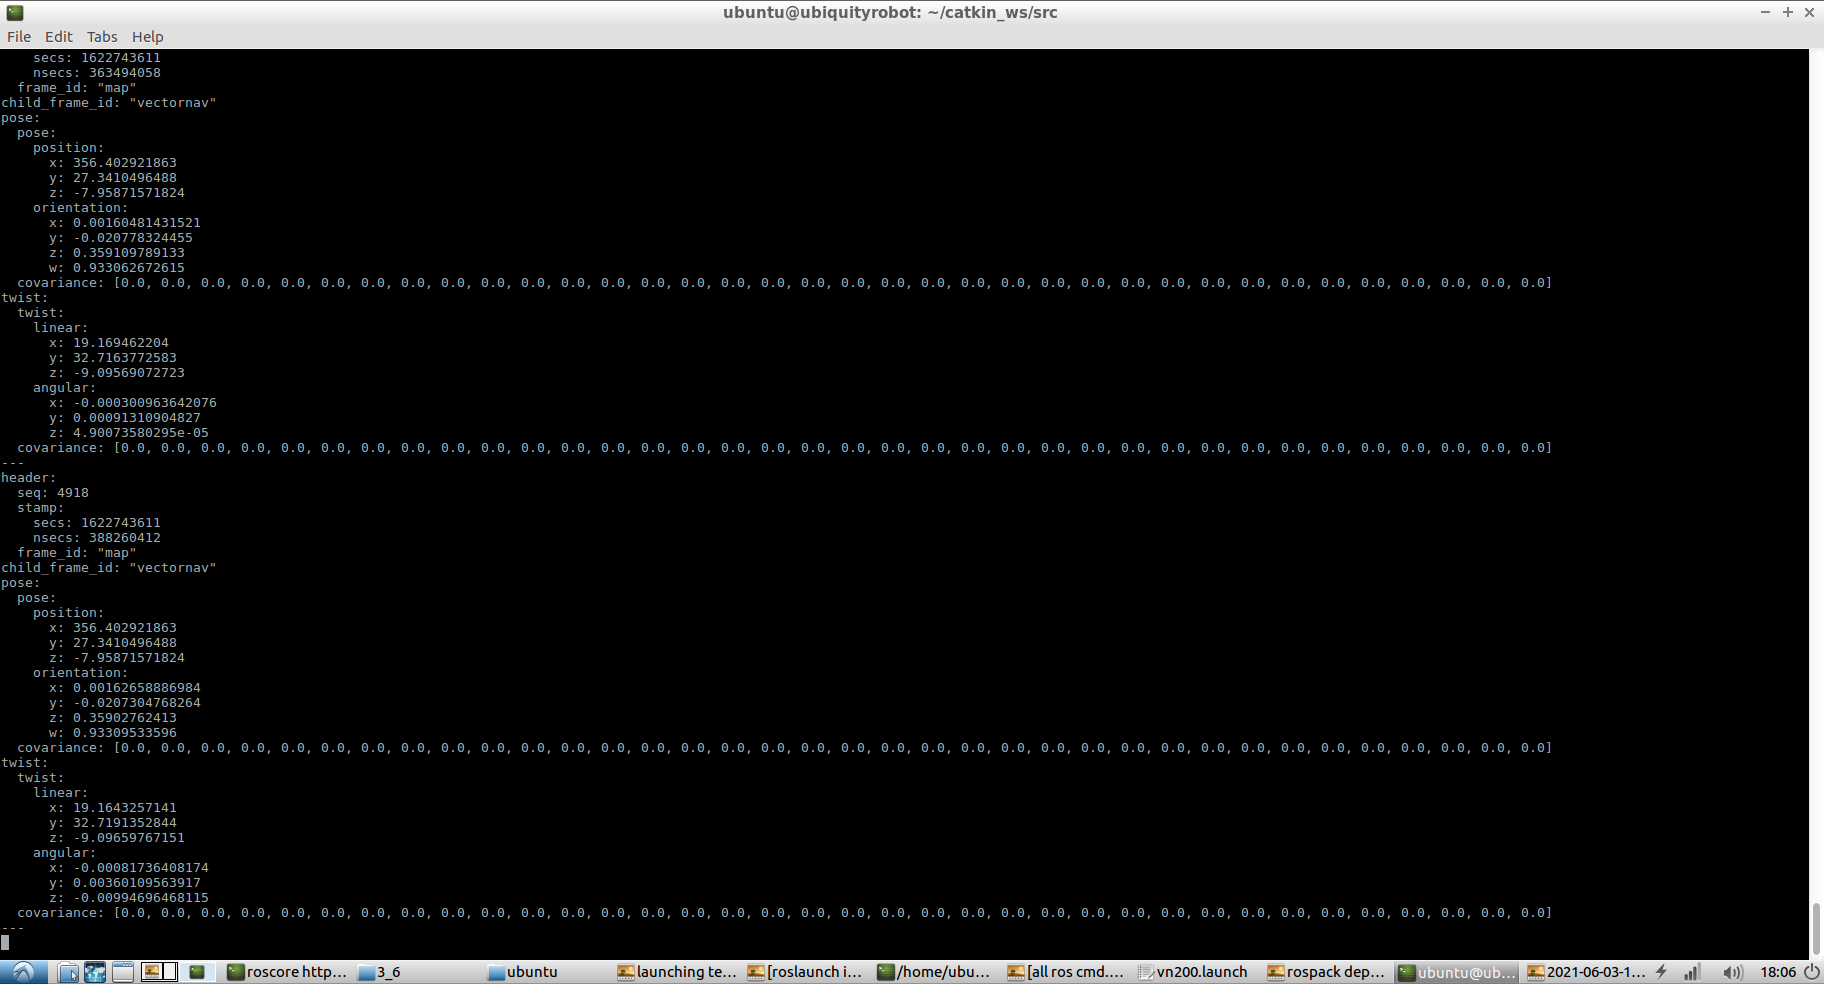 ubuntu@ubiquityrobot: ~/catkin_ws/src
File Edit Tabs Help
    secs: 1622743611
    nsecs: 363494058
  frame_id: "map"
child_frame_id: "vectornav"
pose:
  pose:
    position:
      x: 356.402921863
      y: 27.3410496488
      z: -7.95871571824
    orientation:
      x: 0.00160481431521
      y: -0.020778324455
      z: 0.359109789133
      w: 0.933062672615
  covariance: [0.0, 0.0, 0.0, 0.0, 0.0, 0.0, 0.0, 0.0, 0.0, 0.0, 0.0, 0.0, 0.0, 0.0, 0.0, 0.0, 0.0, 0.0, 0.0, 0.0, 0.0, 0.0, 0.0, 0.0, 0.0, 0.0, 0.0, 0.0, 0.0, 0.0, 0.0, 0.0, 0.0, 0.0, 0.0, 0.0]
twist:
  twist:
    linear:
      x: 19.169462204
      y: 32.7163772583
      z: -9.09569072723
    angular:
      x: -0.000300963642076
      y: 0.00091310904827
      z: 4.90073580295e-05
  covariance: [0.0, 0.0, 0.0, 0.0, 0.0, 0.0, 0.0, 0.0, 0.0, 0.0, 0.0, 0.0, 0.0, 0.0, 0.0, 0.0, 0.0, 0.0, 0.0, 0.0, 0.0, 0.0, 0.0, 0.0, 0.0, 0.0, 0.0, 0.0, 0.0, 0.0, 0.0, 0.0, 0.0, 0.0, 0.0, 0.0]
---
header:
  seq: 4918
  stamp:
    secs: 1622743611
    nsecs: 388260412
  frame_id: "map"
child_frame_id: "vectornav"
pose:
  pose:
    position:
      x: 356.402921863
      y: 27.3410496488
      z: -7.95871571824
    orientation:
      x: 0.00162658886984
      y: -0.0207304768264
      z: 0.35902762413
      w: 0.93309533596
  covariance: [0.0, 0.0, 0.0, 0.0, 0.0, 0.0, 0.0, 0.0, 0.0, 0.0, 0.0, 0.0, 0.0, 0.0, 0.0, 0.0, 0.0, 0.0, 0.0, 0.0, 0.0, 0.0, 0.0, 0.0, 0.0, 0.0, 0.0, 0.0, 0.0, 0.0, 0.0, 0.0, 0.0, 0.0, 0.0, 0.0]
twist:
  twist:
    linear:
      x: 19.1643257141
      y: 32.7191352844
      z: -9.09659767151
    angular:
      x: -0.00081736408174
      y: 0.00360109563917
      z: -0.00994696468115
  covariance: [0.0, 0.0, 0.0, 0.0, 0.0, 0.0, 0.0, 0.0, 0.0, 0.0, 0.0, 0.0, 0.0, 0.0, 0.0, 0.0, 0.0, 0.0, 0.0, 0.0, 0.0, 0.0, 0.0, 0.0, 0.0, 0.0, 0.0, 0.0, 0.0, 0.0, 0.0, 0.0, 0.0, 0.0, 0.0, 0.0]
---
roscore http... 3_6 ubuntu launching te... [roslaunch i... /home/ubu... [all ros cmd.... vn200.launch rospack dep... ubuntu@ub... 2021-06-03-1... 18:06